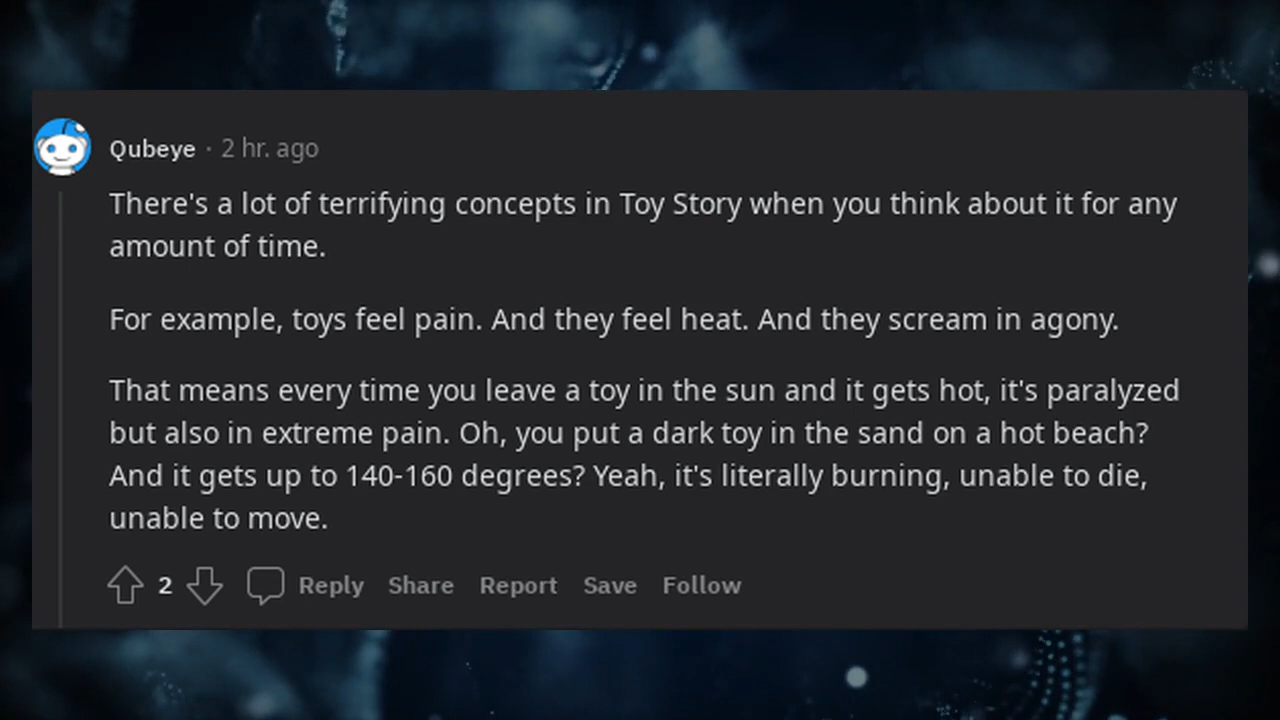 Qubeye · 2 hr. ago
There's a lot of terrifying concepts in Toy Story when you think about it for any
amount of time.
For example, toys feel pain. And they feel heat. And they scream in agony.
That means every time you leave a toy in the sun and it gets hot, it's paralyzed
but also in extreme pain. Oh, you put a dark toy in the sand on a hot beach?
And it gets up to 140-160 degrees? Yeah, it's literally burning, unable to die,
unable to move.
2 Reply Share Report Save Follow